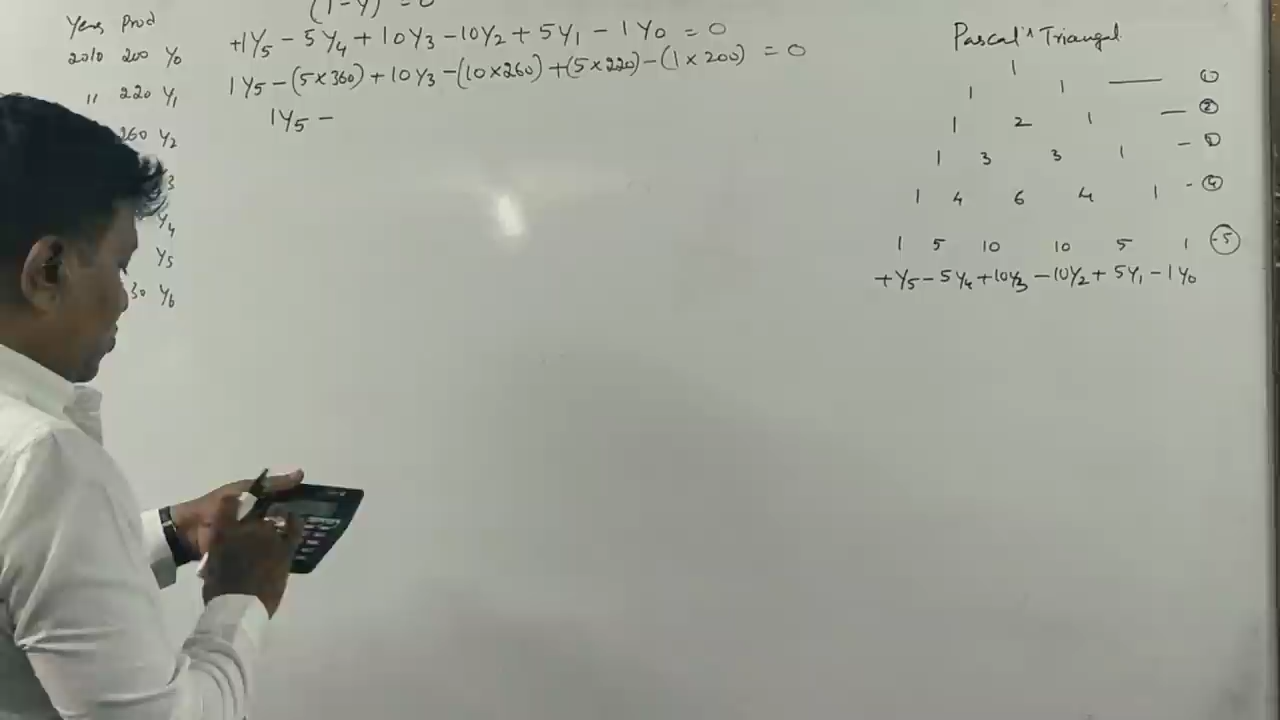 (1-Y) = 0
Year Prod
2010 200 Y0
11 220 Y1
260 Y2
3
Y4
Y5
30 Y6
+1Y5 - 5Y4 + 10Y3 - 10Y2 + 5Y1 - 1Y0 = 0
1Y5 - (5×360) + 10Y3 - (10×260) + (5×220) - (1×200) = 0
1Y5 -
Pascal's Triangal
1
1 1 —
1 2 1 — ②
1 3 3 1 -
1 4 6 4 1 - ④
1 5 10 10 5 1 -5
+Y5 - 5Y4 + 10Y3 - 10Y2 + 5Y1 - 1Y0